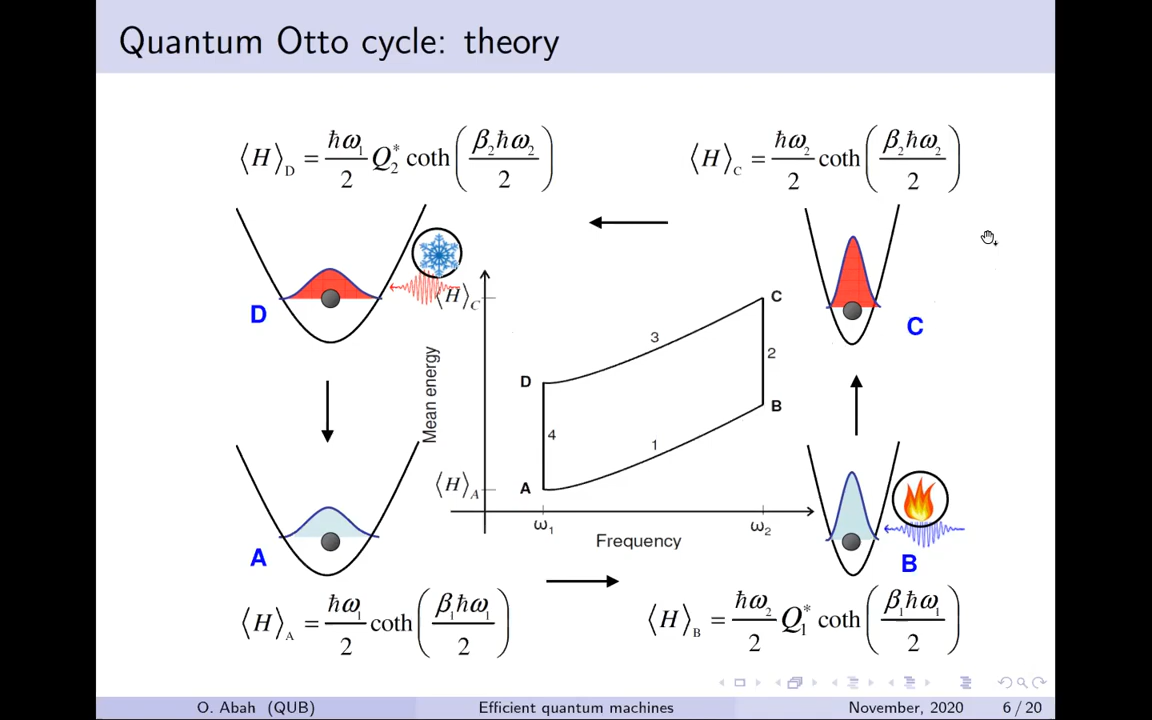 Quantum Otto cycle: theory
⟨H⟩_D = ħω₁/2 Q₂* coth(β₂ħω₂/2)
⟨H⟩_C = ħω₂/2 coth(β₂ħω₂/2)
D
C
⟨H⟩_C
C
3
2
D
B
Mean energy
4
1
⟨H⟩_A
A
ω₁
ω₂
Frequency
A
B
⟨H⟩_A = ħω₁/2 coth(β₁ħω₁/2)
⟨H⟩_B = ħω₂/2 Q₁* coth(β₁ħω₁/2)
O. Abah (QUB)
Efficient quantum machines
November, 2020
6 / 20